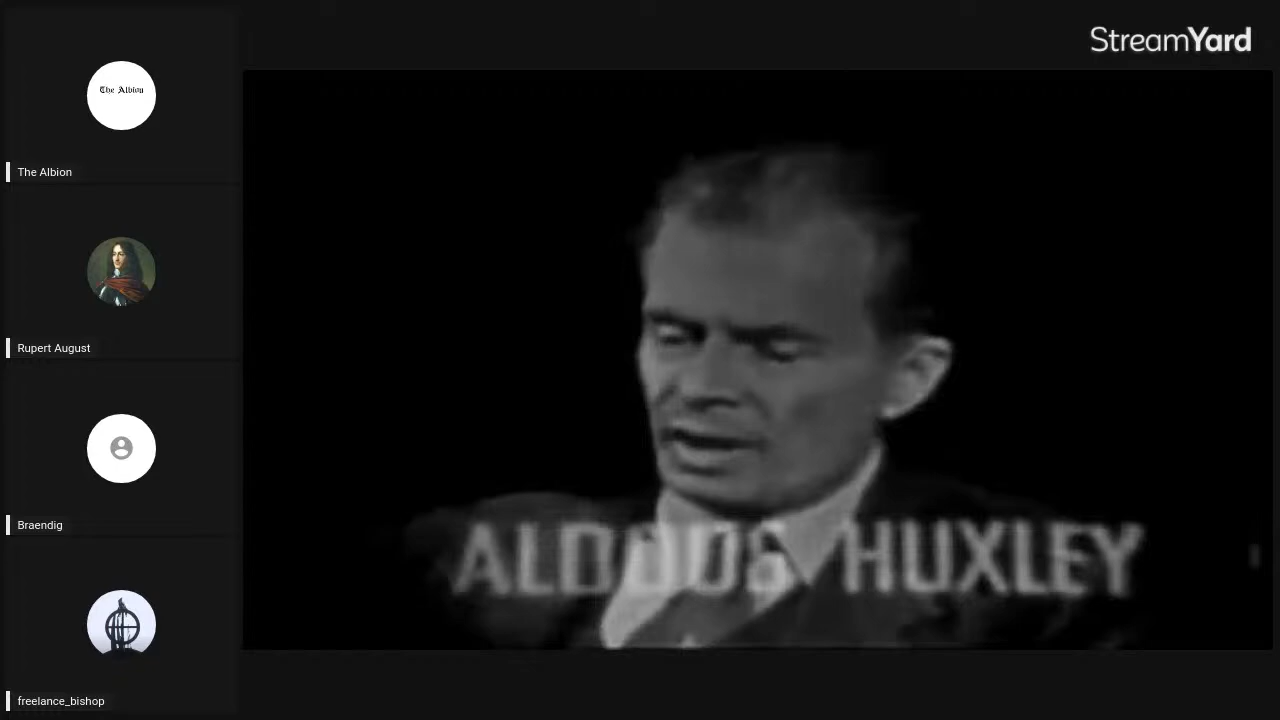 StreamYard
The Albion
The Albion
Rupert August
Braendig
freelance_bishop
ALDOUS HUXLEY